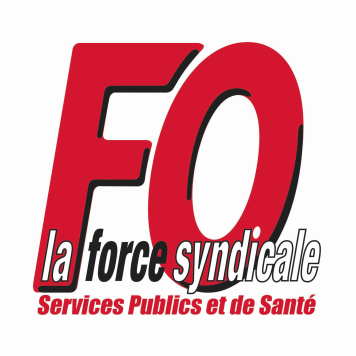 FO
la force syndicale
Services Publics et de Santé